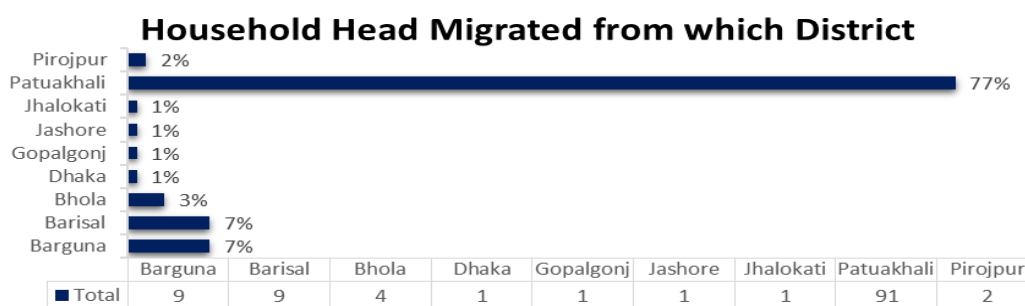 Household Head Migrated from which District
Pirojpur 2%
Patuakhali 77%
Jhalokati 1%
Jashore 1%
Gopalgonj 1%
Dhaka 1%
Bhola 3%
Barisal 7%
Barguna 7%
Barguna Barisal Bhola Dhaka Gopalgonj Jashore Jhalokati Patuakhali Pirojpur
Total 9 9 4 1 1 1 1 91 2